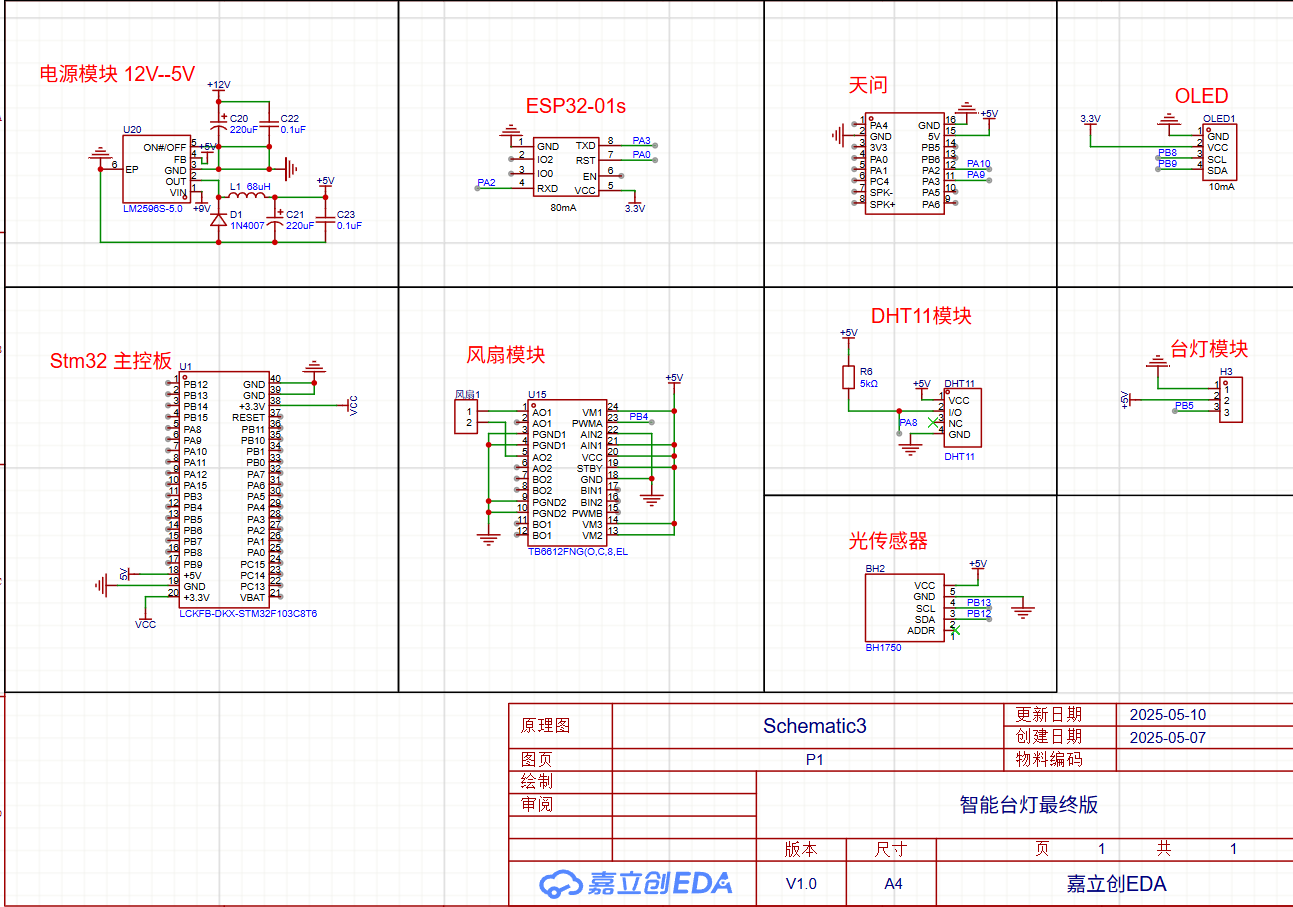 电源模块 12V--5V
+12V
C20
220uF
C22
0.1uF
U20
ON#/OFF 5
FB 4
GND 3
OUT 2
VIN 1
6 EP
+5V
+9V
LM2596S-5.0
L1 68uH
+5V
D1
1N4007
C21
220uF
C23
0.1uF
ESP32-01s
1 GND
2 IO2
3 IO0
4 RXD
TXD 8
RST 7
EN 6
VCC 5
PA3
PA0
PA2
3.3V
80mA
天问
1 PA4
2 GND
3 3V3
4 PA0
5 PA1
6 PC4
7 SPK-
8 SPK+
GND 16
5V 15
PB5 14
PB6 13
PA2 12
PA3 11
PA5 10
PA6 9
+5V
PA10
PA9
OLED
3.3V
OLED1
1 GND
2 VCC
3 SCL
4 SDA
PB8
PB9
10mA
Stm32 主控板
U1
1 PB12
2 PB13
3 PB14
4 PB15
5 PA8
6 PA9
7 PA10
8 PA11
9 PA12
10 PA15
11 PB3
12 PB4
13 PB5
14 PB6
15 PB7
16 PB8
17 PB9
18 +5V
19 GND
20 +3.3V
GND 40
GND 39
+3.3V 38
RESET 37
PB11 36
PB10 35
PB1 34
PB0 33
PA7 32
PA6 31
PA5 30
PA4 29
PA3 28
PA2 27
PA1 26
PA0 25
PC15 24
PC14 23
PC13 22
VBAT 21
VCC
5V
VCC
LCKFB-DKX-STM32F103C8T6
风扇模块
风扇1
1
2
U15
1 AO1
2 AO1
3 PGND1
4 PGND1
5 AO2
6 AO2
7 BO2
8 BO2
9 PGND2
10 PGND2
11 BO1
12 BO1
VM1 24
PWMA 23
AIN2 22
AIN1 21
VCC 20
STBY 19
GND 18
BIN1 17
BIN2 16
PWMB 15
VM3 14
VM2 13
+5V
PB4
TB6612FNG(O,C,8,EL
DHT11模块
+5V
R6
5kΩ
+5V
DHT11
1 VCC
2 I/O
3 NC
4 GND
PA8
DHT11
台灯模块
H3
+5V
1 1
2 2
3 3
PB5
光传感器
BH2
VCC 5
GND 4
SCL 3
SDA 2
ADDR 1
+5V
PB13
PB12
BH1750
原理图
Schematic3
更新日期 2025-05-10
创建日期 2025-05-07
图页
P1
物料编码
绘制
审阅
智能台灯最终版
版本
尺寸
页 1 共 1
嘉立创EDA
V1.0
A4
嘉立创EDA